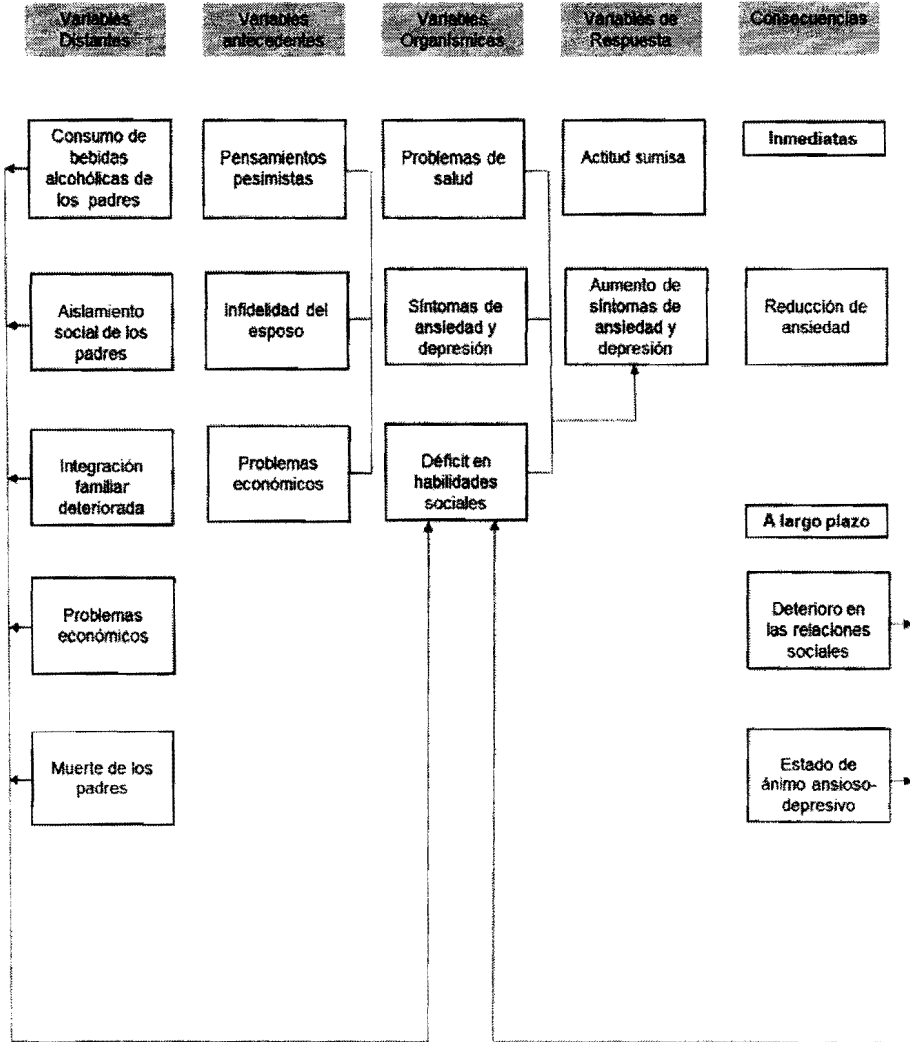 Variables
Distantes
Variables
antecedentes
Variables
Organísmicas
Variables de
Respuesta
Consecuencias
Consumo de
bebidas
alcohólicas de
los padres
Pensamientos
pesimistas
Problemas de
salud
Actitud sumisa
Inmediatas
Aislamiento
social de los
padres
Infidelidad del
esposo
Síntomas de
ansiedad y
depresión
Aumento de
síntomas de
ansiedad y
depresión
Reducción de
ansiedad
Integración
familiar
deteriorada
Problemas
económicos
Déficit en
habilidades
sociales
A largo plazo
Problemas
económicos
Deterioro en
las relaciones
sociales
Muerte de los
padres
Estado de
ánimo ansioso-
depresivo